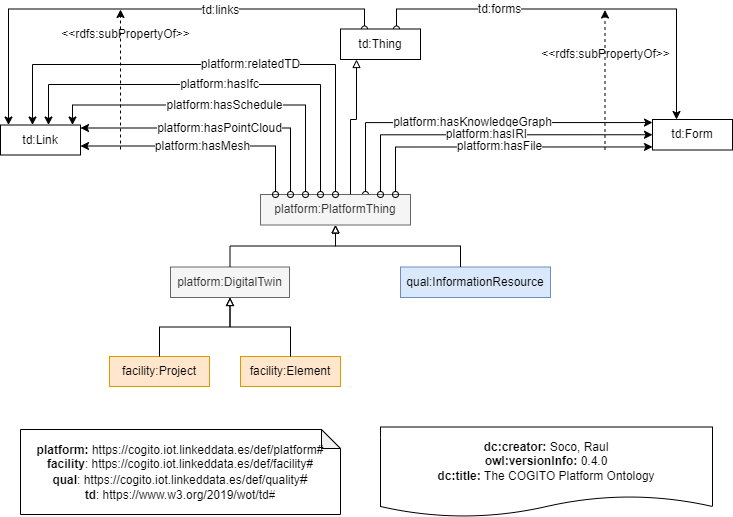 td:links
td:forms
<<rdfs:subPropertyOf>>
td:Thing
<<rdfs:subPropertyOf>>
platform:relatedTD
platform:hasIfc
platform:hasSchedule
platform:hasKnowledgeGraph
platform:hasPointCloud
platform:hasIRI
td:Link
td:Form
platform:hasMesh
platform:hasFile
platform:PlatformThing
platform:DigitalTwin
qual:InformationResource
facility:Project
facility:Element
platform: https://cogito.iot.linkeddata.es/def/platform#
facility: https://cogito.iot.linkeddata.es/def/facility#
qual: https://cogito.iot.linkeddata.es/def/quality#
td: https://www.w3.org/2019/wot/td#
dc:creator: Soco, Raul
owl:versionInfo: 0.4.0
dc:title: The COGITO Platform Ontology